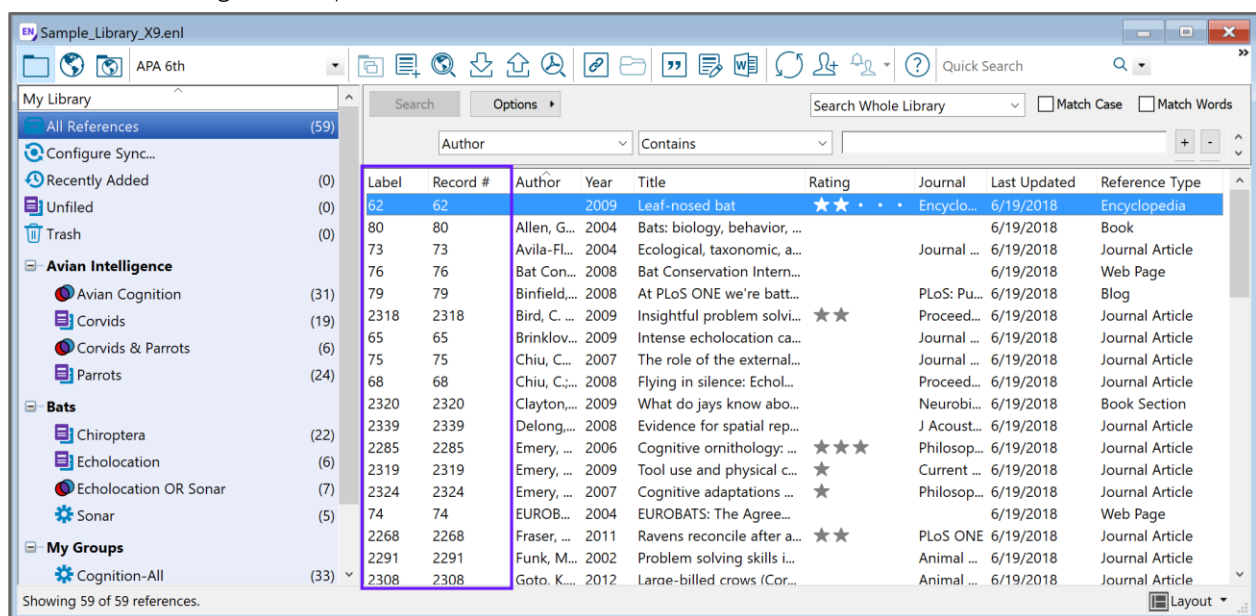 EN Sample_Library_X9.enl
APA 6th
Quick Search
My Library
All References (59)
Configure Sync...
Recently Added (0)
Unfiled (0)
Trash (0)
Avian Intelligence
Avian Cognition (31)
Corvids (19)
Corvids & Parrots (6)
Parrots (24)
Bats
Chiroptera (22)
Echolocation (6)
Echolocation OR Sonar (7)
Sonar (5)
My Groups
Cognition-All (33)
Search Options Search Whole Library Match Case Match Words
Author Contains + -
Label Record # Author Year Title Rating Journal Last Updated Reference Type
62 62 2009 Leaf-nosed bat Encyclo... 6/19/2018 Encyclopedia
80 80 Allen, G... 2004 Bats: biology, behavior, ... 6/19/2018 Book
73 73 Avila-Fl... 2004 Ecological, taxonomic, a... Journal ... 6/19/2018 Journal Article
76 76 Bat Con... 2008 Bat Conservation Intern... 6/19/2018 Web Page
79 79 Binfield,... 2008 At PLoS ONE we're batt... PLoS: Pu... 6/19/2018 Blog
2318 2318 Bird, C. ... 2009 Insightful problem solvi... Proceed... 6/19/2018 Journal Article
65 65 Brinklov... 2009 Intense echolocation ca... Journal ... 6/19/2018 Journal Article
75 75 Chiu, C... 2007 The role of the external... Journal ... 6/19/2018 Journal Article
68 68 Chiu, C.;... 2008 Flying in silence: Echol... Proceed... 6/19/2018 Journal Article
2320 2320 Clayton,... 2009 What do jays know abo... Neurobi... 6/19/2018 Book Section
2339 2339 Delong,... 2008 Evidence for spatial rep... J Acoust... 6/19/2018 Journal Article
2285 2285 Emery, ... 2006 Cognitive ornithology: ... Philosop... 6/19/2018 Journal Article
2319 2319 Emery, ... 2009 Tool use and physical c... Current ... 6/19/2018 Journal Article
2324 2324 Emery, ... 2007 Cognitive adaptations ... Philosop... 6/19/2018 Journal Article
74 74 EUROB... 2004 EUROBATS: The Agree... 6/19/2018 Web Page
2268 2268 Fraser, ... 2011 Ravens reconcile after a... PLoS ONE 6/19/2018 Journal Article
2291 2291 Funk, M... 2002 Problem solving skills i... Animal ... 6/19/2018 Journal Article
2308 2308 Goto, K.... 2012 Large-billed crows (Cor... Animal ... 6/19/2018 Journal Article
Showing 59 of 59 references. Layout